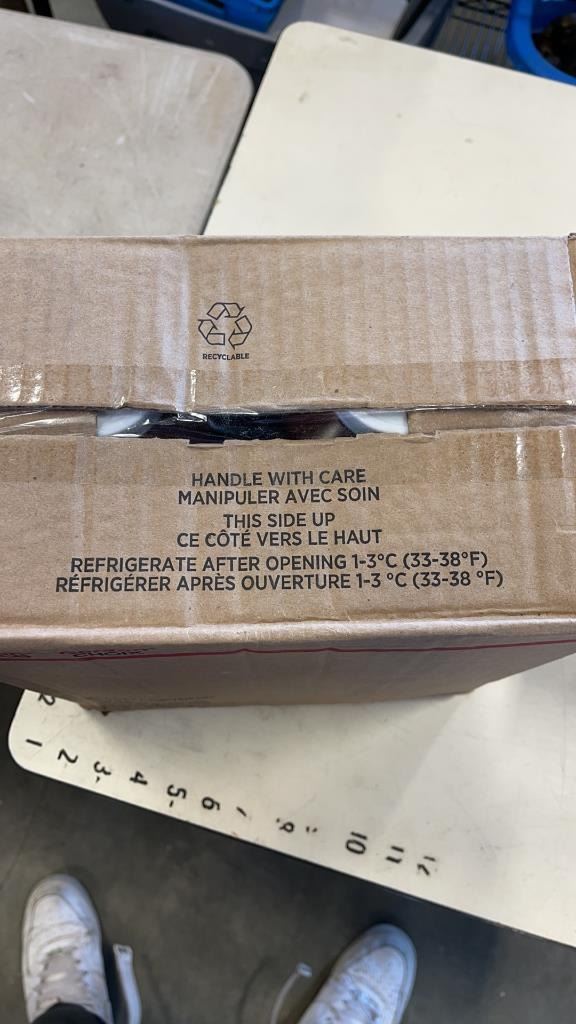 RECYCLABLE
HANDLE WITH CARE
MANIPULER AVEC SOIN
THIS SIDE UP
CE CÔTÉ VERS LE HAUT
REFRIGERATE AFTER OPENING 1-3°C (33-38°F)
RÉFRIGÉRER APRÈS OUVERTURE 1-3 °C (33-38 °F)
1 2 3 4 5 6 10 11